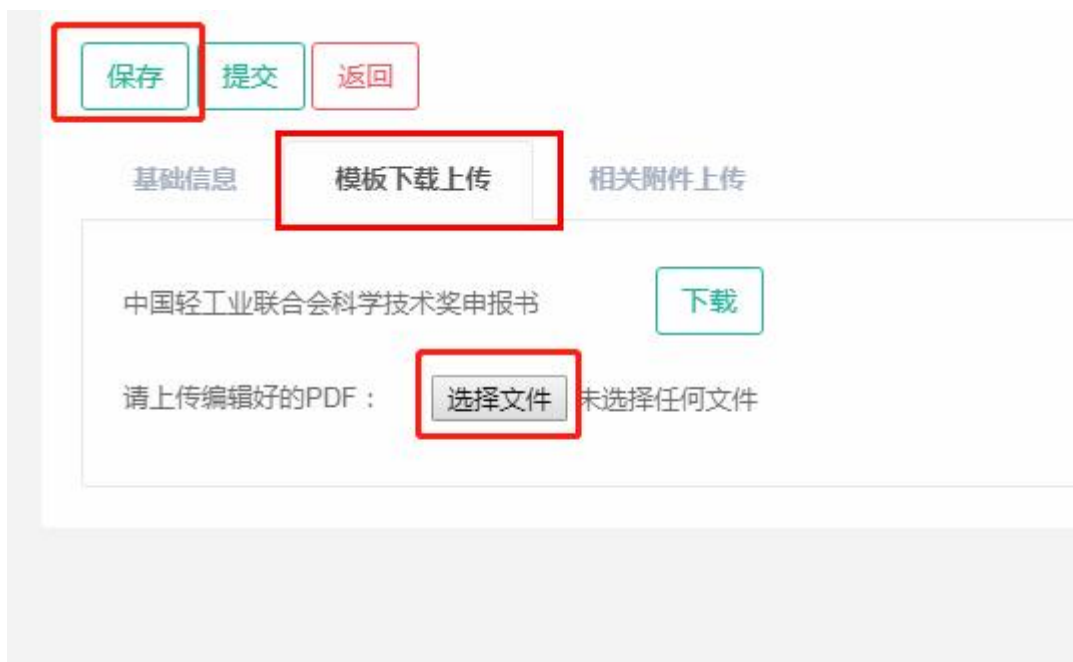 保存 提交 返回
基础信息 模板下载上传 相关附件上传
中国轻工业联合会科学技术奖申报书 下载
请上传编辑好的PDF： 选择文件 未选择任何文件